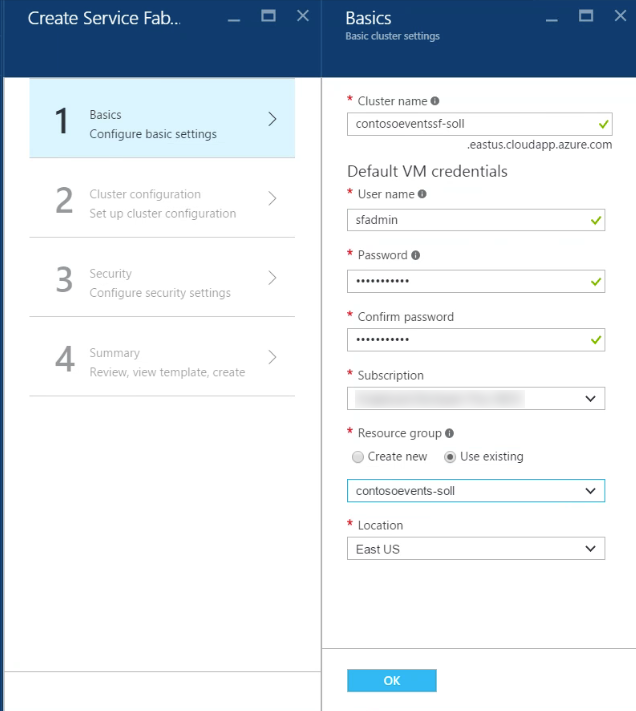 Create Service Fab...
1
Basics
Configure basic settings
2
Cluster configuration
Set up cluster configuration
3
Security
Configure security settings
4
Summary
Review, view template, create
Basics
Basic cluster settings
* Cluster name
contosoeventssf-soll
.eastus.cloudapp.azure.com
Default VM credentials
* User name
sfadmin
* Password
•••••••••••
* Confirm password
•••••••••••
* Subscription
* Resource group
Create new Use existing
contosoevents-soll
* Location
East US
OK